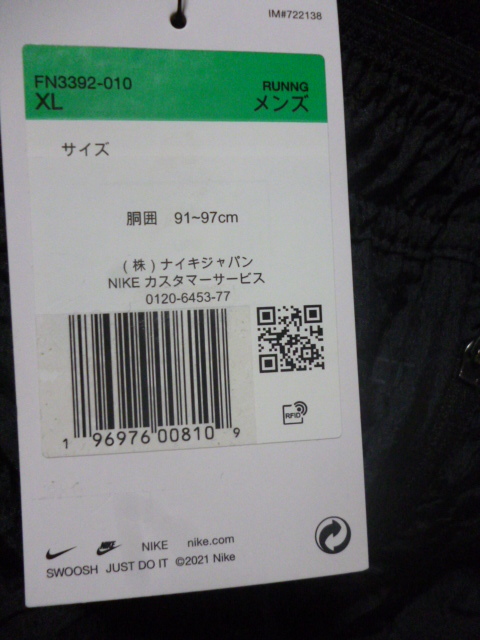 IM#722138
FN3392-010 RUNNG
XL メンズ
サイズ
胴囲 91~97cm
(株)ナイキジャパン
NIKE カスタマーサービス
0120-6453-77
RFID
1 96976 00810 9
NIKE nike.com
SWOOSH JUST DO IT ©2021 Nike